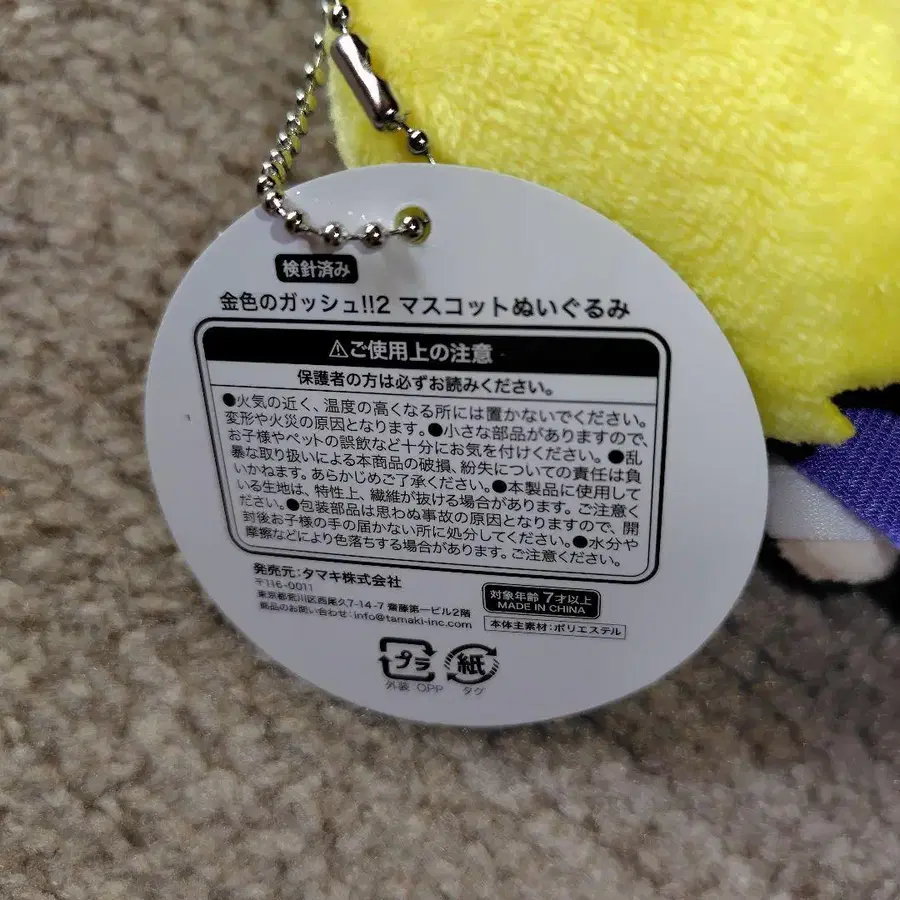 検針済み
金色のガッシュ!!2 マスコットぬいぐるみ
⚠ご使用上の注意
保護者の方は必ずお読みください。
●火気の近く、温度の高くなる所には置かないでください。
変形や火災の原因となります。●小さな部品がありますので、
お子様やペットの誤飲など十分にお気を付けください。●乱
暴な取り扱いによる本商品の破損、紛失についての責任は負
いかねます。あらかじめご了承ください。●本製品に使用して
いる生地は、特性上、繊維が抜ける場合があります。ご注意く
ださい。●包装部品は思わぬ事故の原因となりますので、開
封後お子様の手の届かない所に処分してください。●水分や
摩擦などにより色落ちする場合があります。ご注意ください。
発売元:タマキ株式会社
〒116-0011
東京都荒川区西尾久7-14-7 齋藤第一ビル2階
商品のお問い合わせ:info@tamaki-inc.com
対象年齢 7才以上
MADE IN CHINA
本体主素材:ポリエステル
プラ 紙
外装 OPP タグ